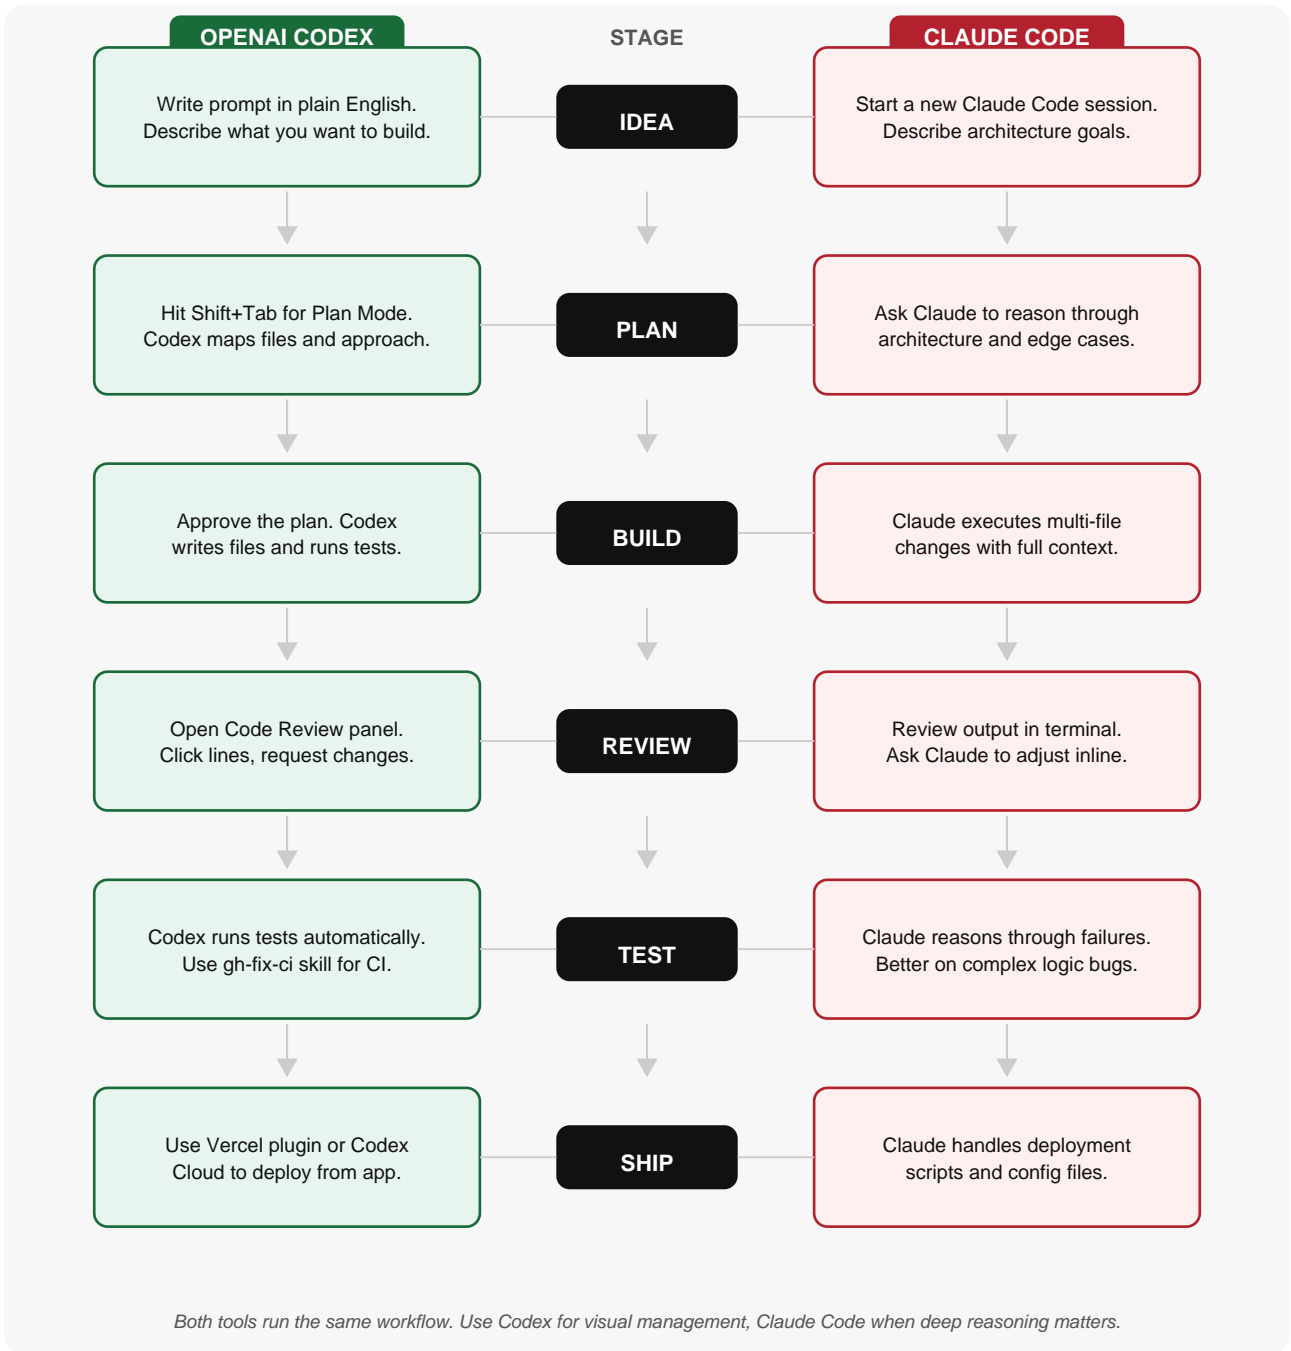 OPENAI CODEX
STAGE
CLAUDE CODE
Write prompt in plain English.
Describe what you want to build.
IDEA
Start a new Claude Code session.
Describe architecture goals.
Hit Shift+Tab for Plan Mode.
Codex maps files and approach.
PLAN
Ask Claude to reason through
architecture and edge cases.
Approve the plan. Codex
writes files and runs tests.
BUILD
Claude executes multi-file
changes with full context.
Open Code Review panel.
Click lines, request changes.
REVIEW
Review output in terminal.
Ask Claude to adjust inline.
Codex runs tests automatically.
Use gh-fix-ci skill for CI.
TEST
Claude reasons through failures.
Better on complex logic bugs.
Use Vercel plugin or Codex
Cloud to deploy from app.
SHIP
Claude handles deployment
scripts and config files.
Both tools run the same workflow. Use Codex for visual management, Claude Code when deep reasoning matters.